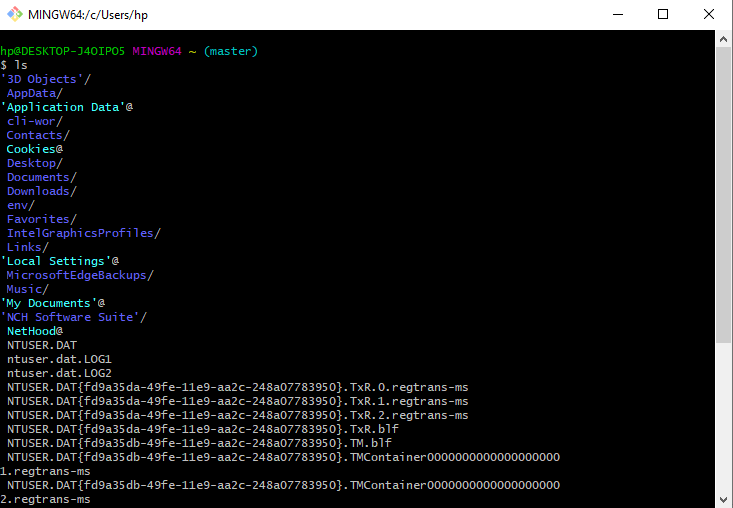 MINGW64:/c/Users/hp
hp@DESKTOP-J4OIPO5 MINGW64 ~ (master)
$ ls
'3D Objects'/
 AppData/
'Application Data'@
 cli-wor/
 Contacts/
 Cookies@
 Desktop/
 Documents/
 Downloads/
 env/
 Favorites/
 IntelGraphicsProfiles/
 Links/
'Local Settings'@
 MicrosoftEdgeBackups/
 Music/
'My Documents'@
'NCH Software Suite'/
 NetHood@
 NTUSER.DAT
 ntuser.dat.LOG1
 ntuser.dat.LOG2
 NTUSER.DAT{fd9a35da-49fe-11e9-aa2c-248a07783950}.TxR.0.regtrans-ms
 NTUSER.DAT{fd9a35da-49fe-11e9-aa2c-248a07783950}.TxR.1.regtrans-ms
 NTUSER.DAT{fd9a35da-49fe-11e9-aa2c-248a07783950}.TxR.2.regtrans-ms
 NTUSER.DAT{fd9a35da-49fe-11e9-aa2c-248a07783950}.TxR.blf
 NTUSER.DAT{fd9a35db-49fe-11e9-aa2c-248a07783950}.TM.blf
 NTUSER.DAT{fd9a35db-49fe-11e9-aa2c-248a07783950}.TMContainer0000000000000000000
1.regtrans-ms
 NTUSER.DAT{fd9a35db-49fe-11e9-aa2c-248a07783950}.TMContainer0000000000000000000
2.regtrans-ms